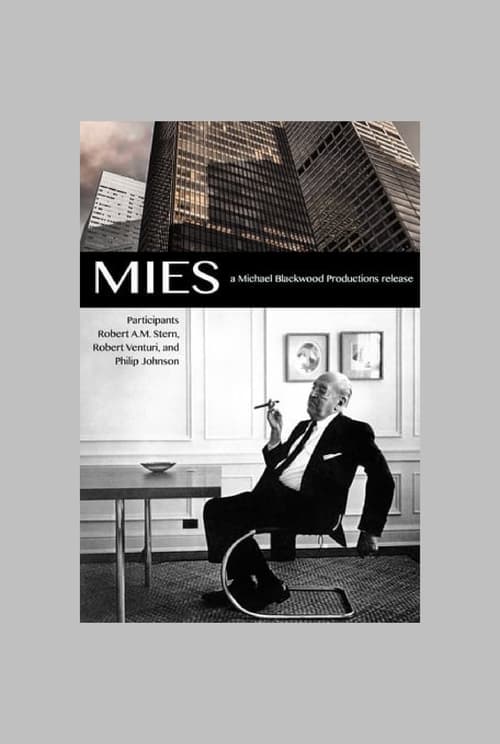 MIES a Michael Blackwood Productions release
Participants
Robert A.M. Stern,
Robert Venturi, and
Philip Johnson